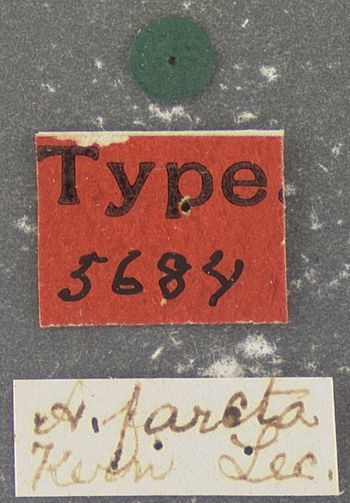 Type.
5684
A. farcta
Kern Lec.